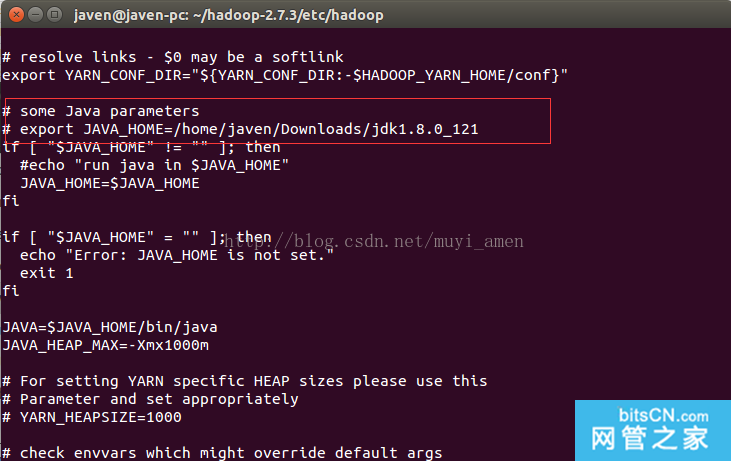 javen@javen-pc: ~/hadoop-2.7.3/etc/hadoop
# resolve links - $0 may be a softlink
export YARN_CONF_DIR="${YARN_CONF_DIR:-$HADOOP_YARN_HOME/conf}"
# some Java parameters
# export JAVA_HOME=/home/javen/Downloads/jdk1.8.0_121
if [ "$JAVA_HOME" != "" ]; then
  #echo "run java in $JAVA_HOME"
  JAVA_HOME=$JAVA_HOME
fi
if [ "$JAVA_HOME" = "" ]; then
http://blog.csdn.net/muyi_amen
  echo "Error: JAVA_HOME is not set."
  exit 1
fi
JAVA=$JAVA_HOME/bin/java
JAVA_HEAP_MAX=-Xmx1000m
# For setting YARN specific HEAP sizes please use this
# Parameter and set appropriately
# YARN_HEAPSIZE=1000
# check envvars which might override default args
bitsCN.com
网管之家